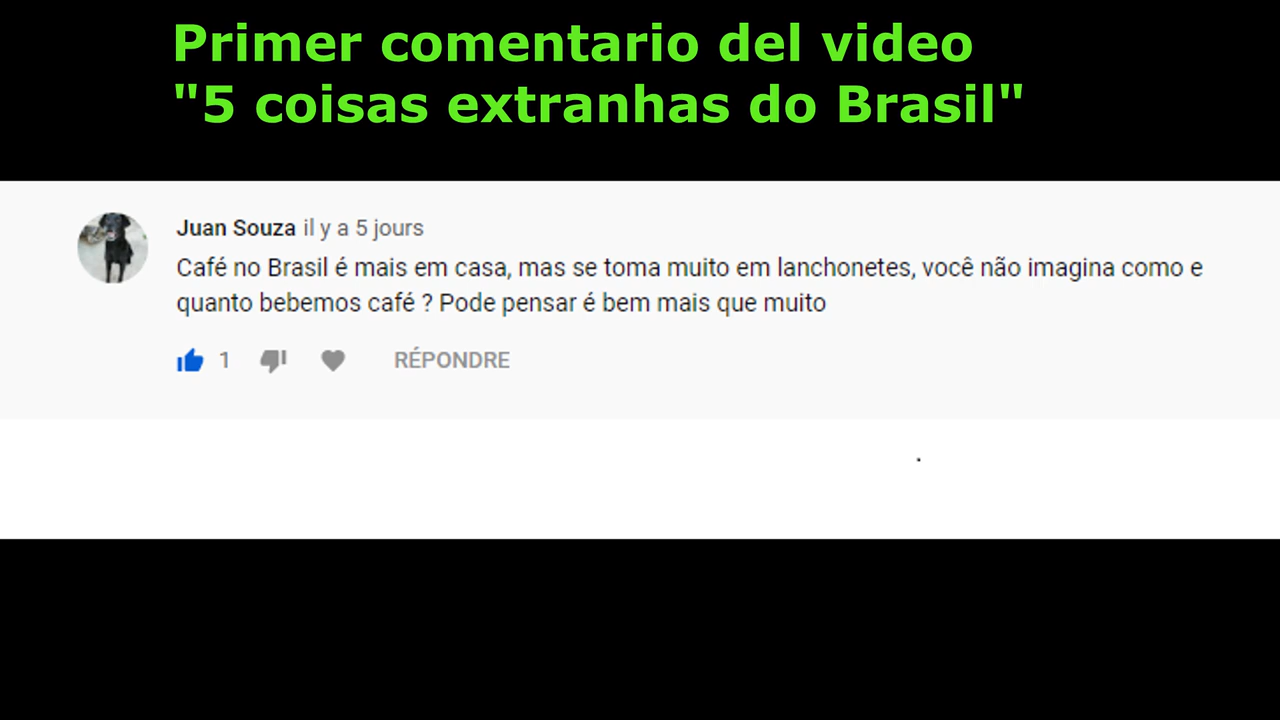 Primer comentario del video
"5 coisas extranhas do Brasil"
Juan Souza il y a 5 jours
Café no Brasil é mais em casa, mas se toma muito em lanchonetes, você não imagina como e
quanto bebemos café ? Pode pensar é bem mais que muito
1 RÉPONDRE